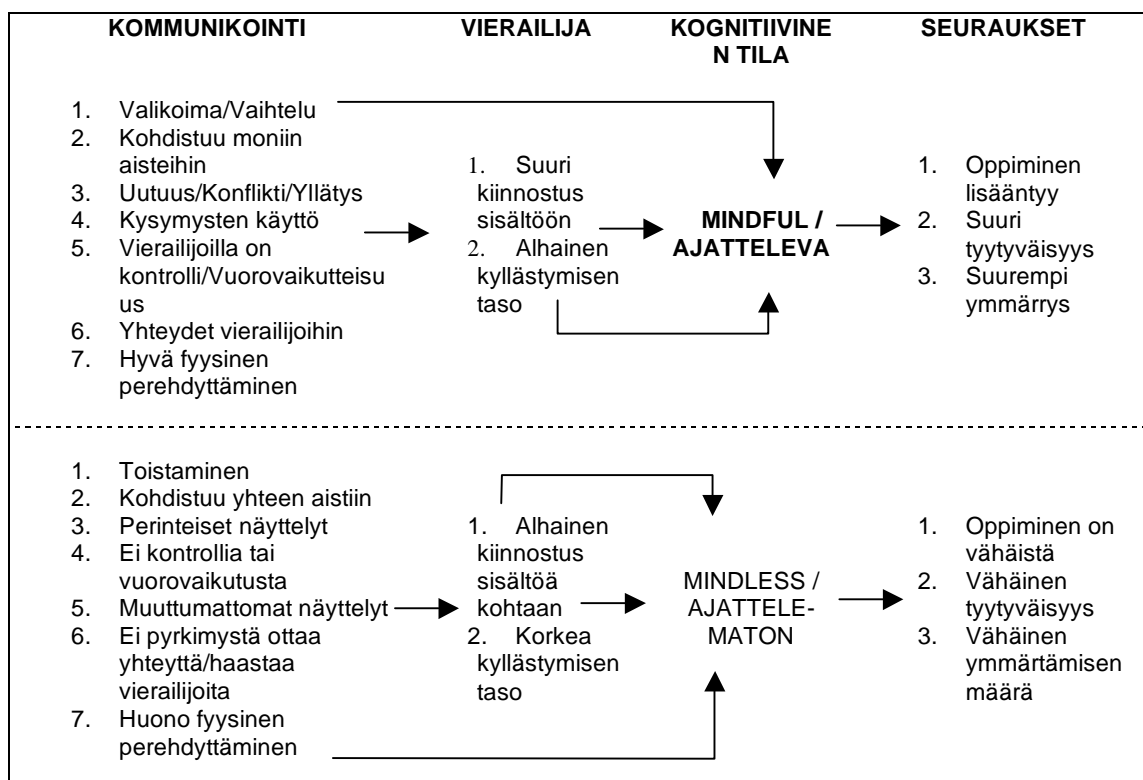 KOMMUNIKOINTI
VIERAILIJA
KOGNITIIVINE
N TILA
SEURAUKSET
1. Valikoima/Vaihtelu
2. Kohdistuu moniin
aisteihin
3. Uutuus/Konflikti/Yllätys
4. Kysymysten käyttö
5. Vierailijoilla on
kontrolli/Vuorovaikutteisu
us
6. Yhteydet vierailijoihin
7. Hyvä fyysinen
perehdyttäminen
1. Suuri
kiinnostus
sisältöön
2. Alhainen
kyllästymisen
taso
MINDFUL /
AJATTELEVA
1. Oppiminen
lisääntyy
2. Suuri
tyytyväisyys
3. Suurempi
ymmärrys
1. Toistaminen
2. Kohdistuu yhteen aistiin
3. Perinteiset näyttelyt
4. Ei kontrollia tai
vuorovaikutusta
5. Muuttumattomat näyttelyt
6. Ei pyrkimystä ottaa
yhteyttä/haastaa
vierailijoita
7. Huono fyysinen
perehdyttäminen
1. Alhainen
kiinnostus
sisältöä
kohtaan
2. Korkea
kyllästymisen
taso
MINDLESS /
AJATTELE-
MATON
1. Oppiminen on
vähäistä
2. Vähäinen
tyytyväisyys
3. Vähäinen
ymmärtämisen
määrä